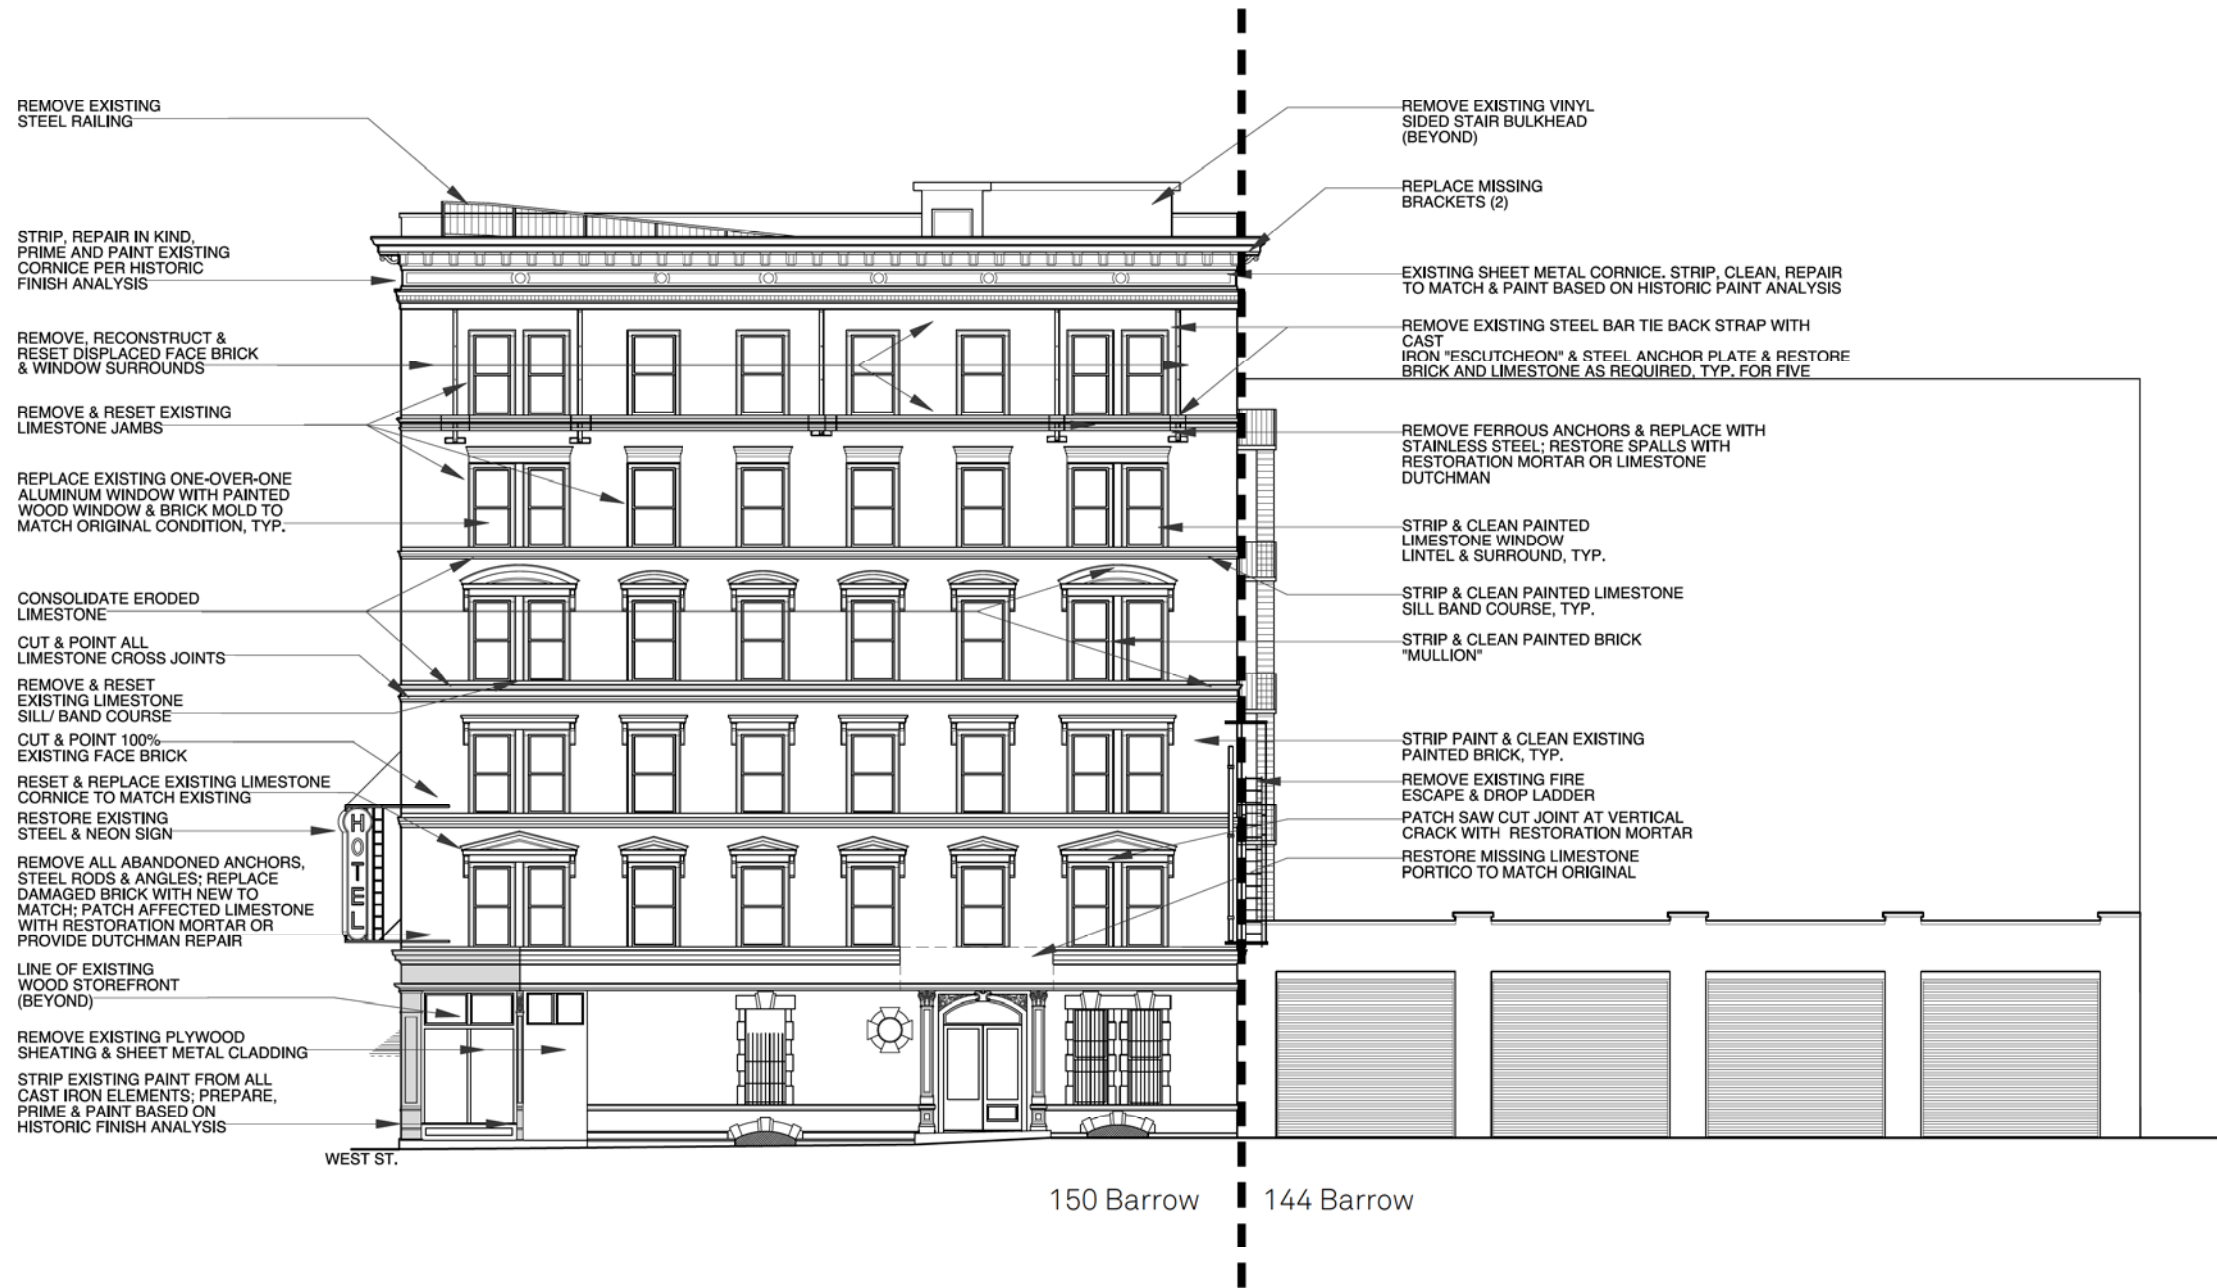 REMOVE EXISTING
STEEL RAILING
STRIP, REPAIR IN KIND,
PRIME AND PAINT EXISTING
CORNICE PER HISTORIC
FINISH ANALYSIS
REMOVE, RECONSTRUCT &
RESET DISPLACED FACE BRICK
& WINDOW SURROUNDS
REMOVE & RESET EXISTING
LIMESTONE JAMBS
REPLACE EXISTING ONE-OVER-ONE
ALUMINUM WINDOW WITH PAINTED
WOOD WINDOW & BRICK MOLD TO
MATCH ORIGINAL CONDITION, TYP.
CONSOLIDATE ERODED
LIMESTONE
CUT & POINT ALL
LIMESTONE CROSS JOINTS
REMOVE & RESET
EXISTING LIMESTONE
SILL/ BAND COURSE
CUT & POINT 100%
EXISTING FACE BRICK
RESET & REPLACE EXISTING LIMESTONE
CORNICE TO MATCH EXISTING
RESTORE EXISTING
STEEL & NEON SIGN
REMOVE ALL ABANDONED ANCHORS,
STEEL RODS & ANGLES; REPLACE
DAMAGED BRICK WITH NEW TO
MATCH; PATCH AFFECTED LIMESTONE
WITH RESTORATION MORTAR OR
PROVIDE DUTCHMAN REPAIR
LINE OF EXISTING
WOOD STOREFRONT
(BEYOND)
REMOVE EXISTING PLYWOOD
SHEATING & SHEET METAL CLADDING
STRIP EXISTING PAINT FROM ALL
CAST IRON ELEMENTS; PREPARE,
PRIME & PAINT BASED ON
HISTORIC FINISH ANALYSIS
WEST ST.
HOTEL
REMOVE EXISTING VINYL
SIDED STAIR BULKHEAD
(BEYOND)
REPLACE MISSING
BRACKETS (2)
EXISTING SHEET METAL CORNICE. STRIP, CLEAN, REPAIR
TO MATCH & PAINT BASED ON HISTORIC PAINT ANALYSIS
REMOVE EXISTING STEEL BAR TIE BACK STRAP WITH
CAST
IRON "ESCUTCHEON" & STEEL ANCHOR PLATE & RESTORE
BRICK AND LIMESTONE AS REQUIRED, TYP. FOR FIVE
REMOVE FERROUS ANCHORS & REPLACE WITH
STAINLESS STEEL; RESTORE SPALLS WITH
RESTORATION MORTAR OR LIMESTONE
DUTCHMAN
STRIP & CLEAN PAINTED
LIMESTONE WINDOW
LINTEL & SURROUND, TYP.
STRIP & CLEAN PAINTED LIMESTONE
SILL BAND COURSE, TYP.
STRIP & CLEAN PAINTED BRICK
"MULLION"
STRIP PAINT & CLEAN EXISTING
PAINTED BRICK, TYP.
REMOVE EXISTING FIRE
ESCAPE & DROP LADDER
PATCH SAW CUT JOINT AT VERTICAL
CRACK WITH RESTORATION MORTAR
RESTORE MISSING LIMESTONE
PORTICO TO MATCH ORIGINAL
150 Barrow
144 Barrow